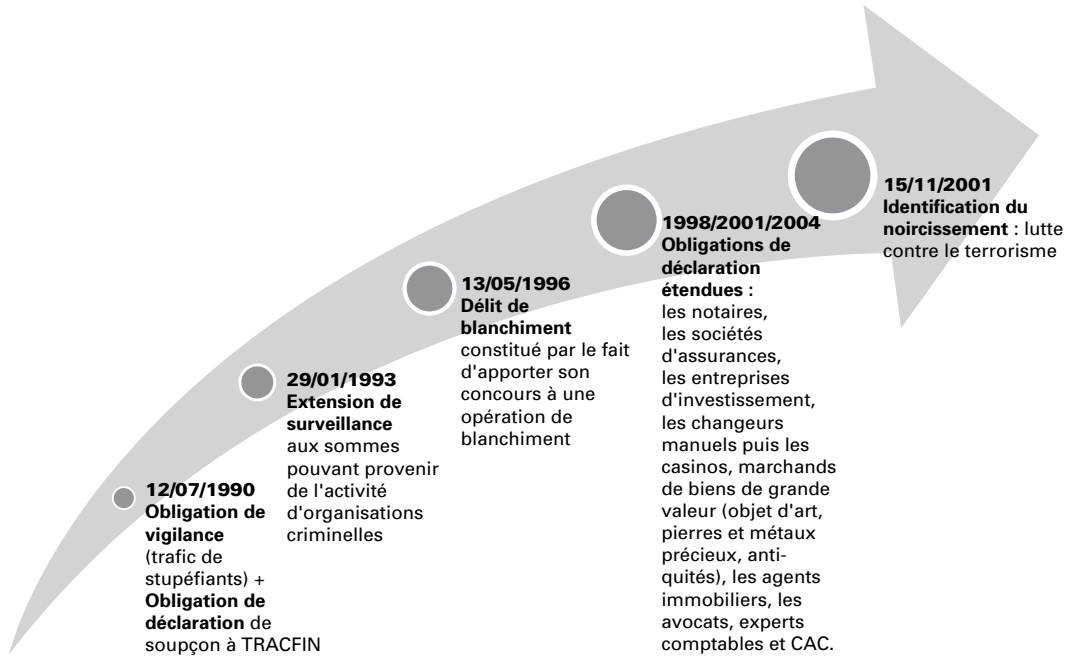 12/07/1990
Obligation de
vigilance
(trafic de
stupéfiants) +
Obligation de
déclaration de
soupçon à TRACFIN
29/01/1993
Extension de
surveillance
aux sommes
pouvant provenir
de l'activité
d'organisations
criminelles
13/05/1996
Délit de
blanchiment
constitué par le fait
d'apporter son
concours à une
opération de
blanchiment
1998/2001/2004
Obligations de
déclaration
étendues :
les notaires,
les sociétés
d'assurances,
les entreprises
d'investissement,
les changeurs
manuels puis les
casinos, marchands
de biens de grande
valeur (objet d'art,
pierres et métaux
précieux, anti-
quités), les agents
immobiliers, les
avocats, experts
comptables et CAC.
15/11/2001
Identification du
noircissement : lutte
contre le terrorisme